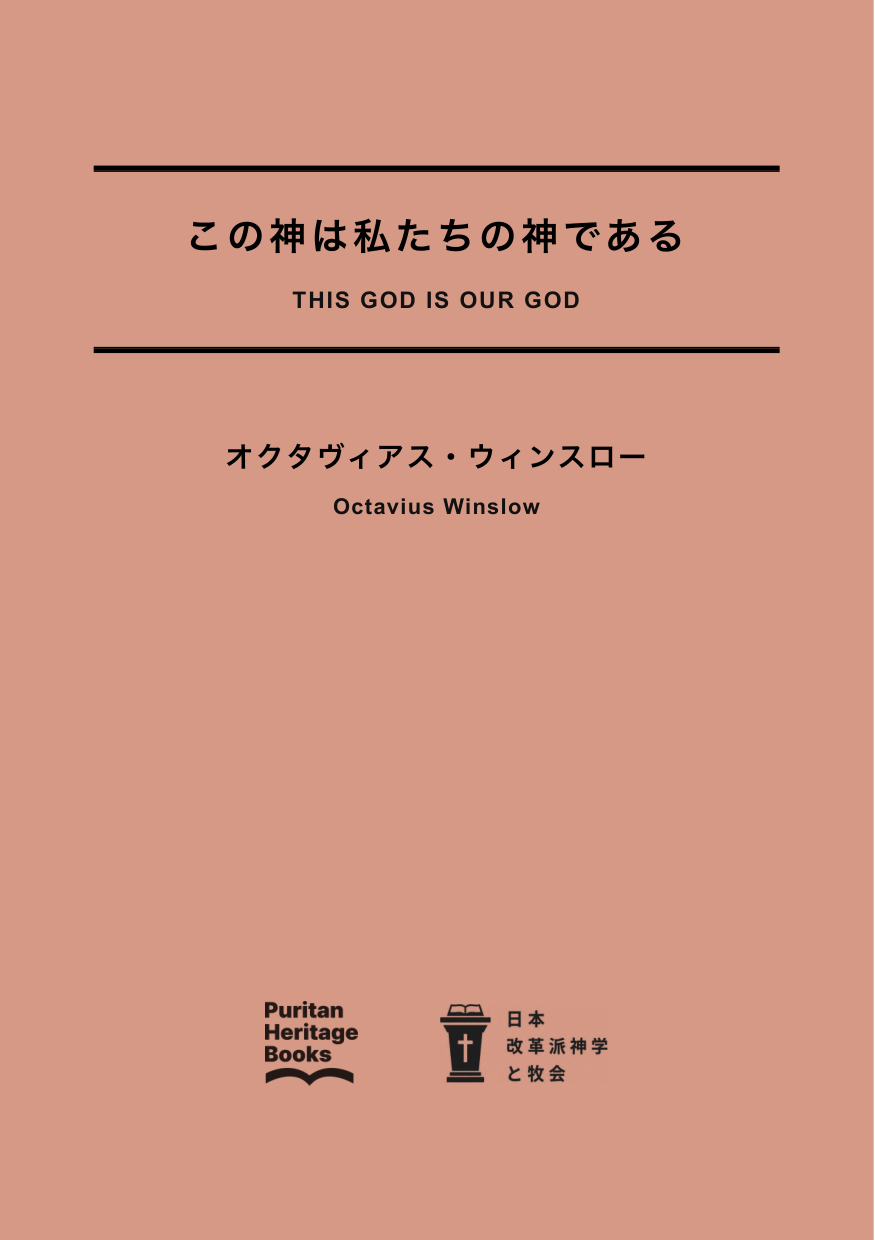 この神は私たちの神である
THIS GOD IS OUR GOD
オクタヴィアス・ウィンスロー
Octavius Winslow
Puritan
Heritage
Books
日本
改革派神学
と牧会